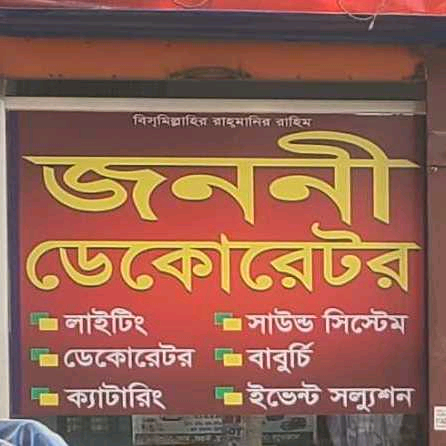 বিসমিল্লাহির রাহমানির রাহিম
জননী
ডেকোরেটর
লাইটিং
ডেকোরেটর
ক্যাটারিং
সাউন্ড সিস্টেম
বাবুর্চি
ইভেন্ট সল্যুশন